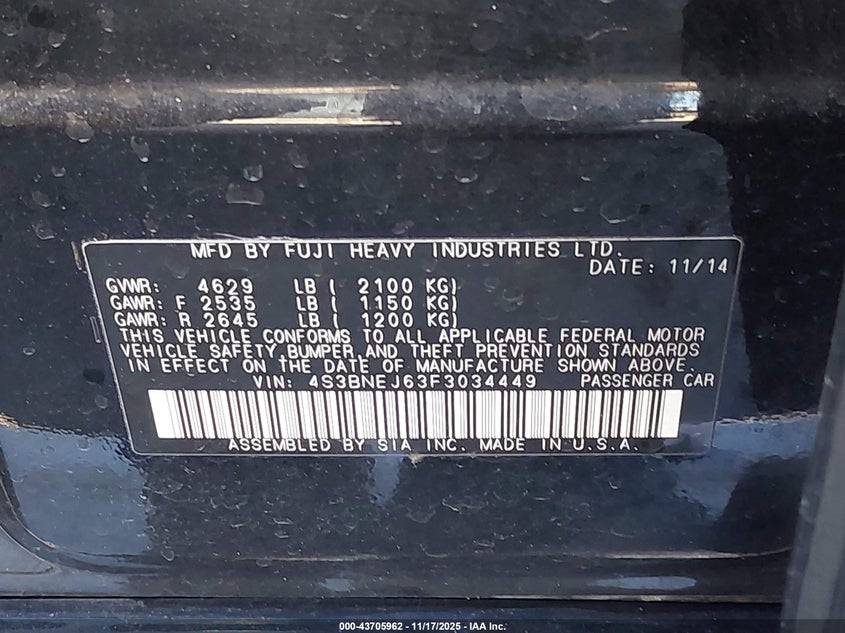 MFD BY FUJI HEAVY INDUSTRIES LTD.
DATE: 11/14
GVWR: 4629 LB ( 2100 KG)
GAWR: F 2535 LB ( 1150 KG)
GAWR: R 2645 LB ( 1200 KG)
THIS VEHICLE CONFORMS TO ALL APPLICABLE FEDERAL MOTOR
VEHICLE SAFETY,BUMPER,AND THEFT PREVENTION STANDARDS
IN EFFECT ON THE DATE OF MANUFACTURE SHOWN ABOVE.
VIN: 4S3BNEJ63F3034449 PASSENGER CAR
ASSEMBLED BY SIA INC. MADE IN U.S.A.
000-43705962 - 11/17/2025 - IAA Inc.